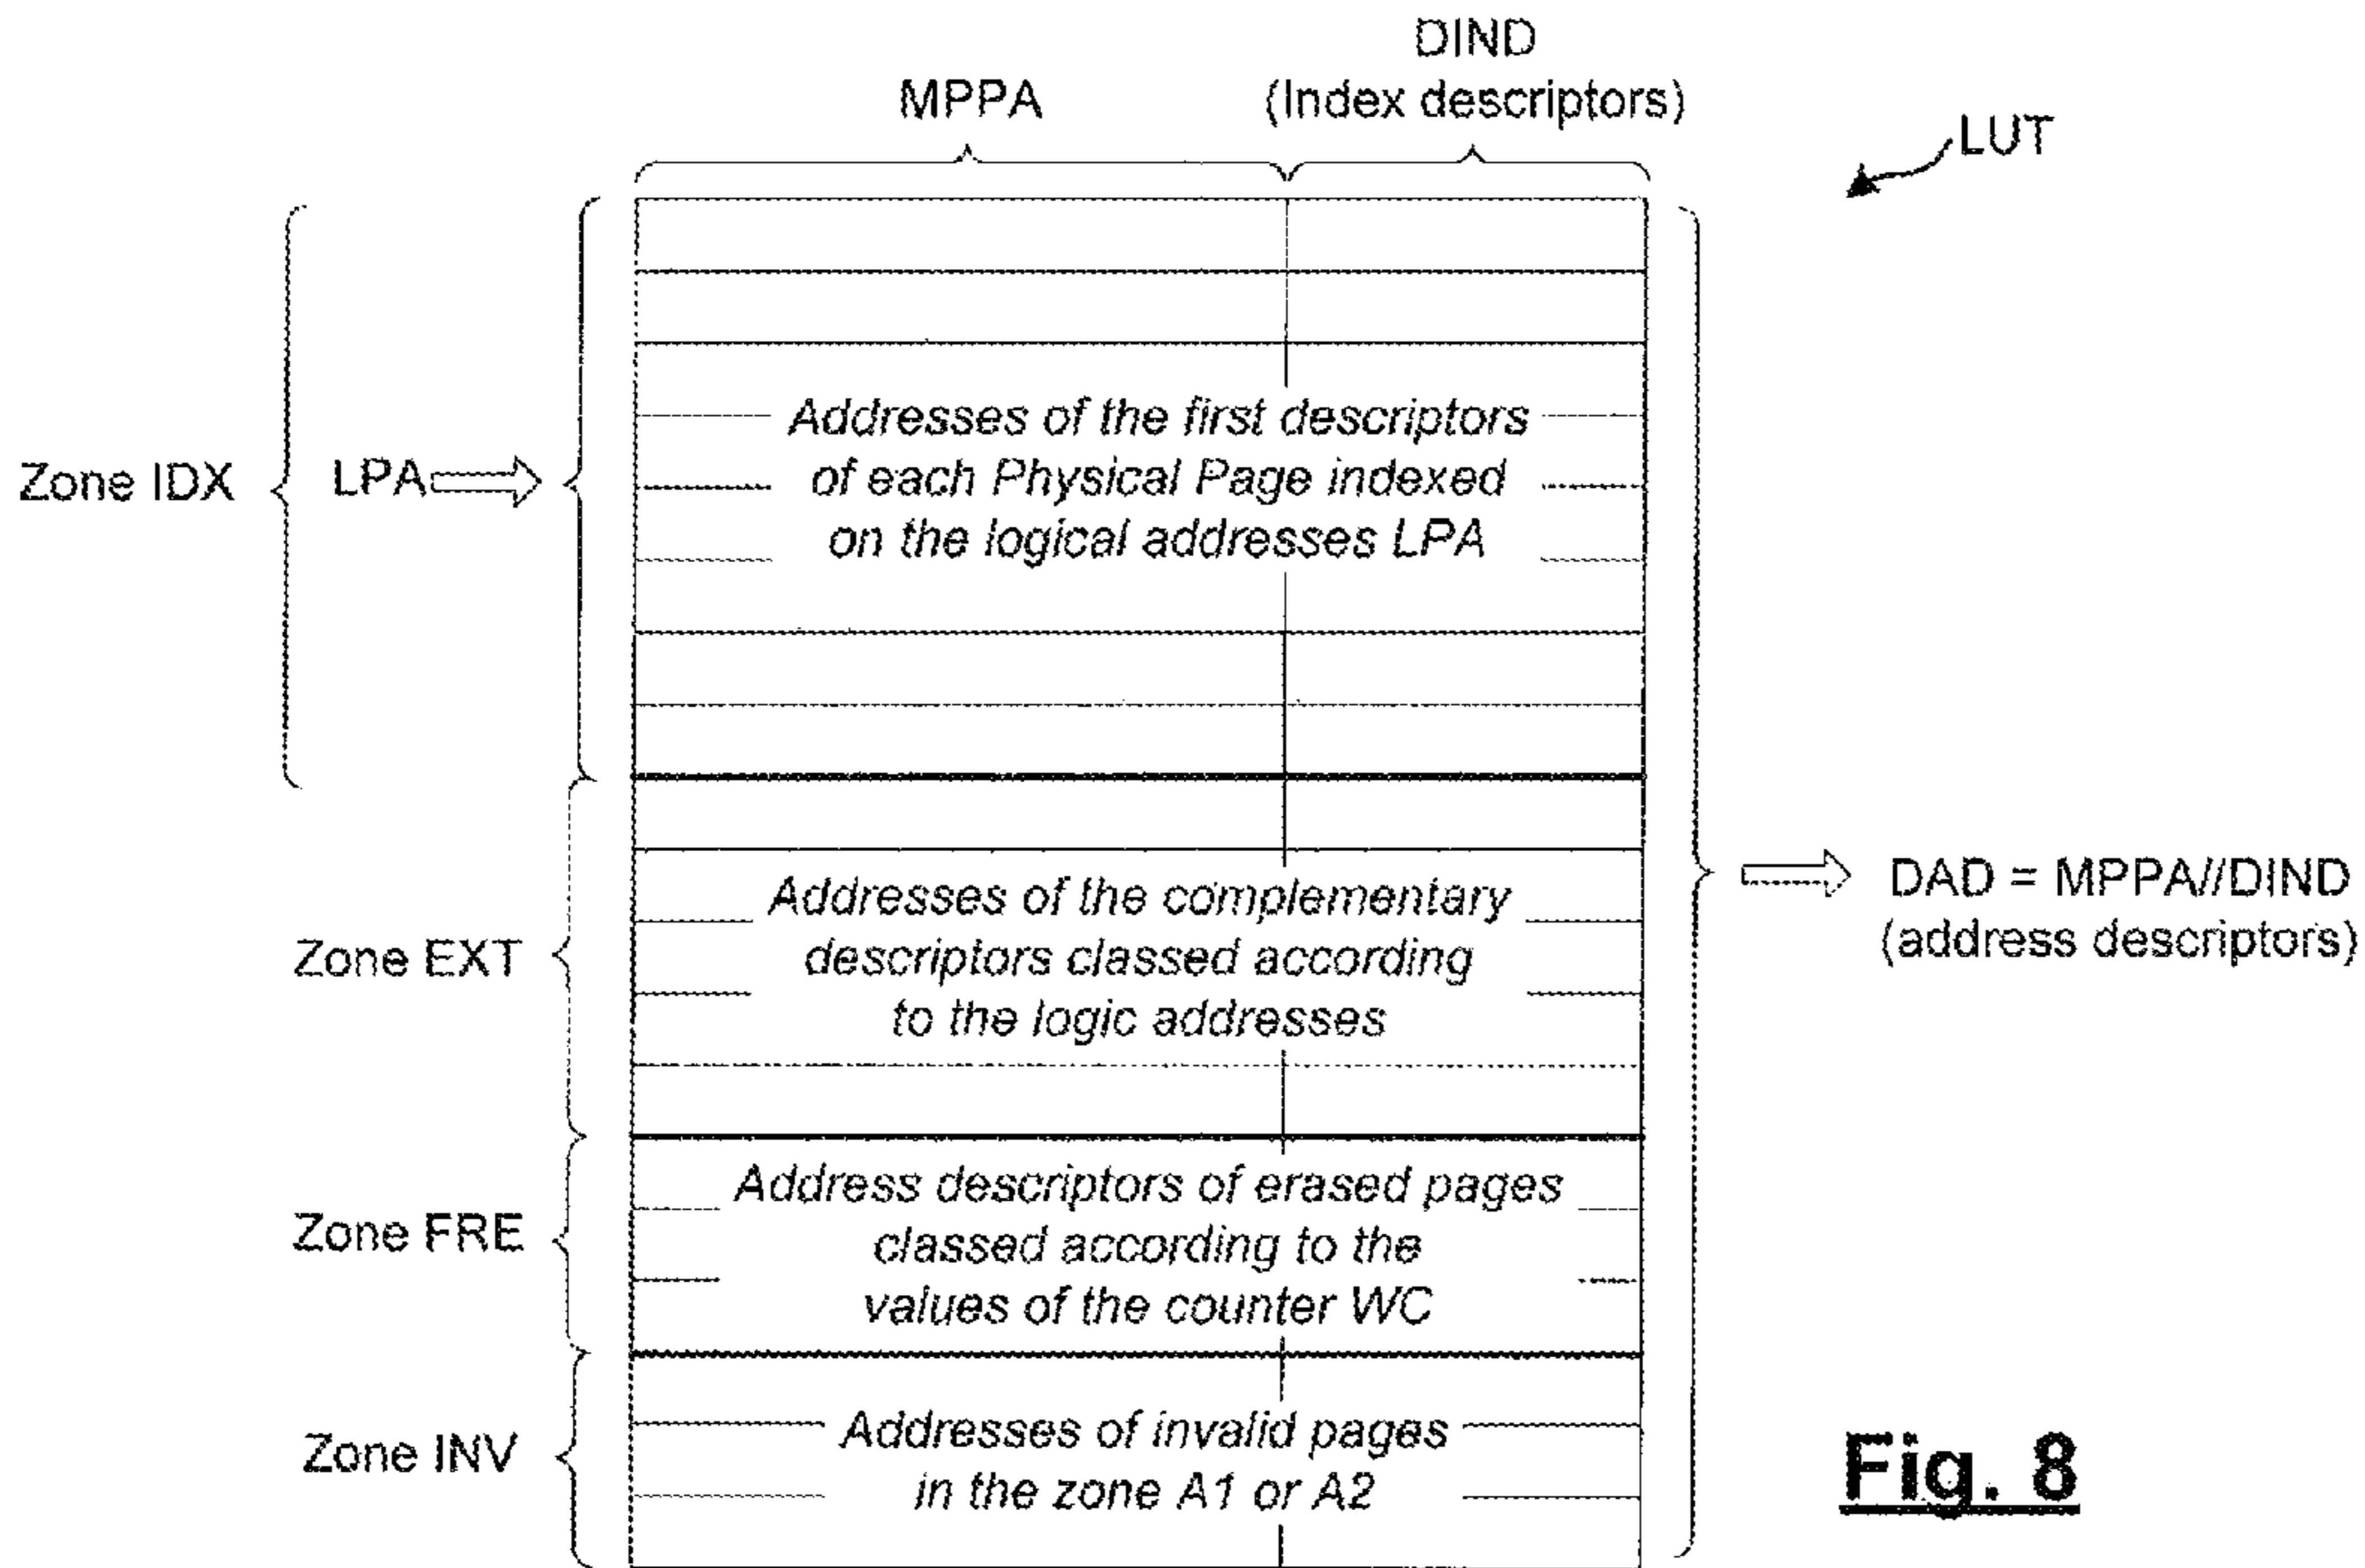 DIND
MPPA
(Index descriptors)
LUT
Addresses of the first descriptors
of each Physical Page indexed
on the logical addresses LPA
Zone IDX
LPA
Addresses of the complementary
descriptors classed according
to the logic addresses
Zone EXT
DAD = MPPA//DIND
(address descriptors)
Address descriptors of erased pages
classed according to the
values of the counter WC
Zone FRE
Addresses of invalid pages
in the zone A1 or A2
Zone INV
Fig. 8